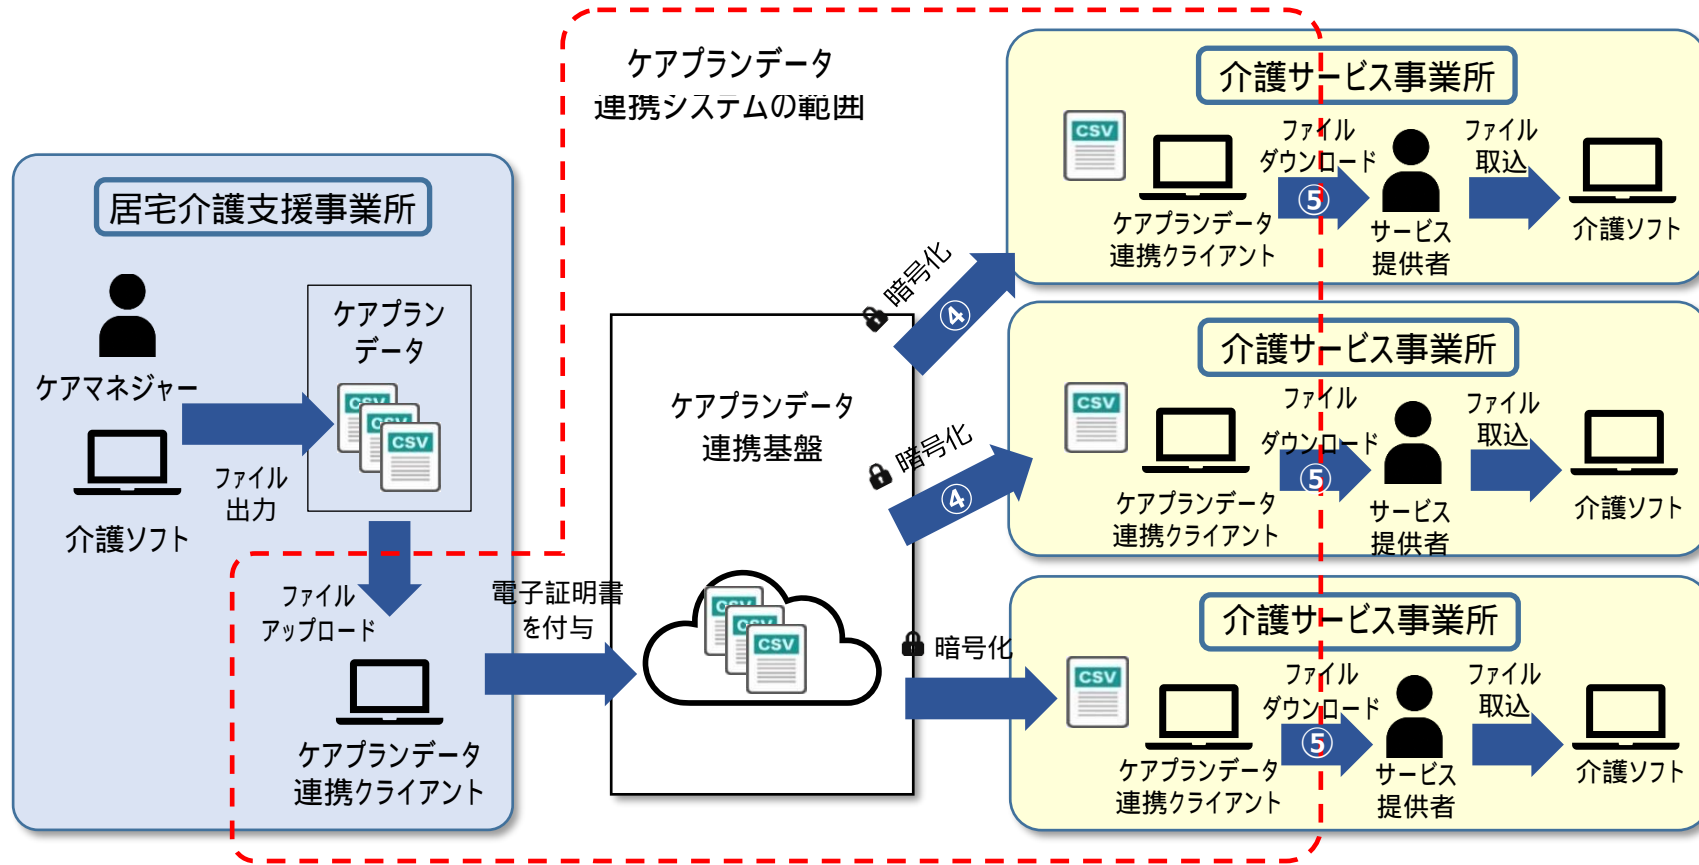 ケアプランデータ
連携システムの範囲
居宅介護支援事業所
ケアマネジャー
介護ソフト
ファイル
出力
ケアプラン
データ
CSV
CSV
CSV
ファイル
アップロード
ケアプランデータ
連携クライアント
電子証明書
を付与
ケアプランデータ
連携基盤
CSV
CSV
CSV
暗号化
④
暗号化
④
暗号化
介護サービス事業所
CSV
ケアプランデータ
連携クライアント
ファイル
ダウンロード
⑤
サービス
提供者
ファイル
取込
介護ソフト
介護サービス事業所
CSV
ケアプランデータ
連携クライアント
ファイル
ダウンロード
⑤
サービス
提供者
ファイル
取込
介護ソフト
介護サービス事業所
CSV
ケアプランデータ
連携クライアント
ファイル
ダウンロード
⑤
サービス
提供者
ファイル
取込
介護ソフト